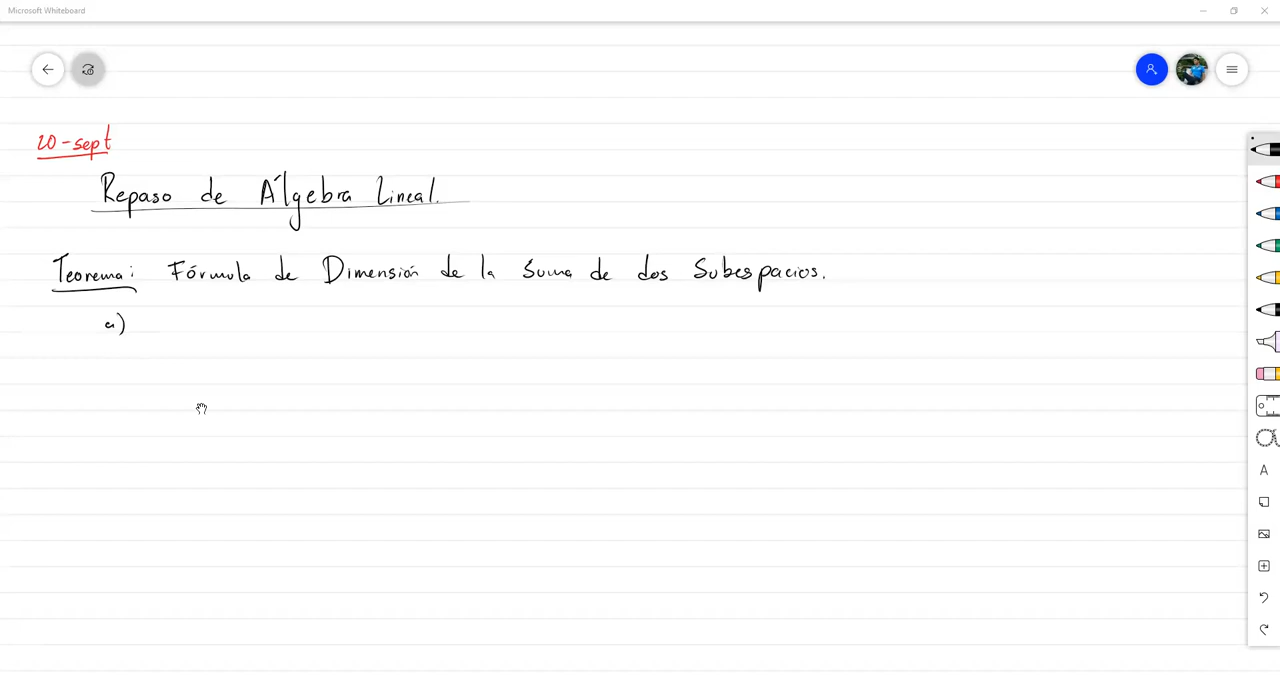 Microsoft Whiteboard
20-sept
Repaso de Álgebra Lineal.
Teorema: Fórmula de Dimensión de la Suma de dos Subespacios.
a)
A